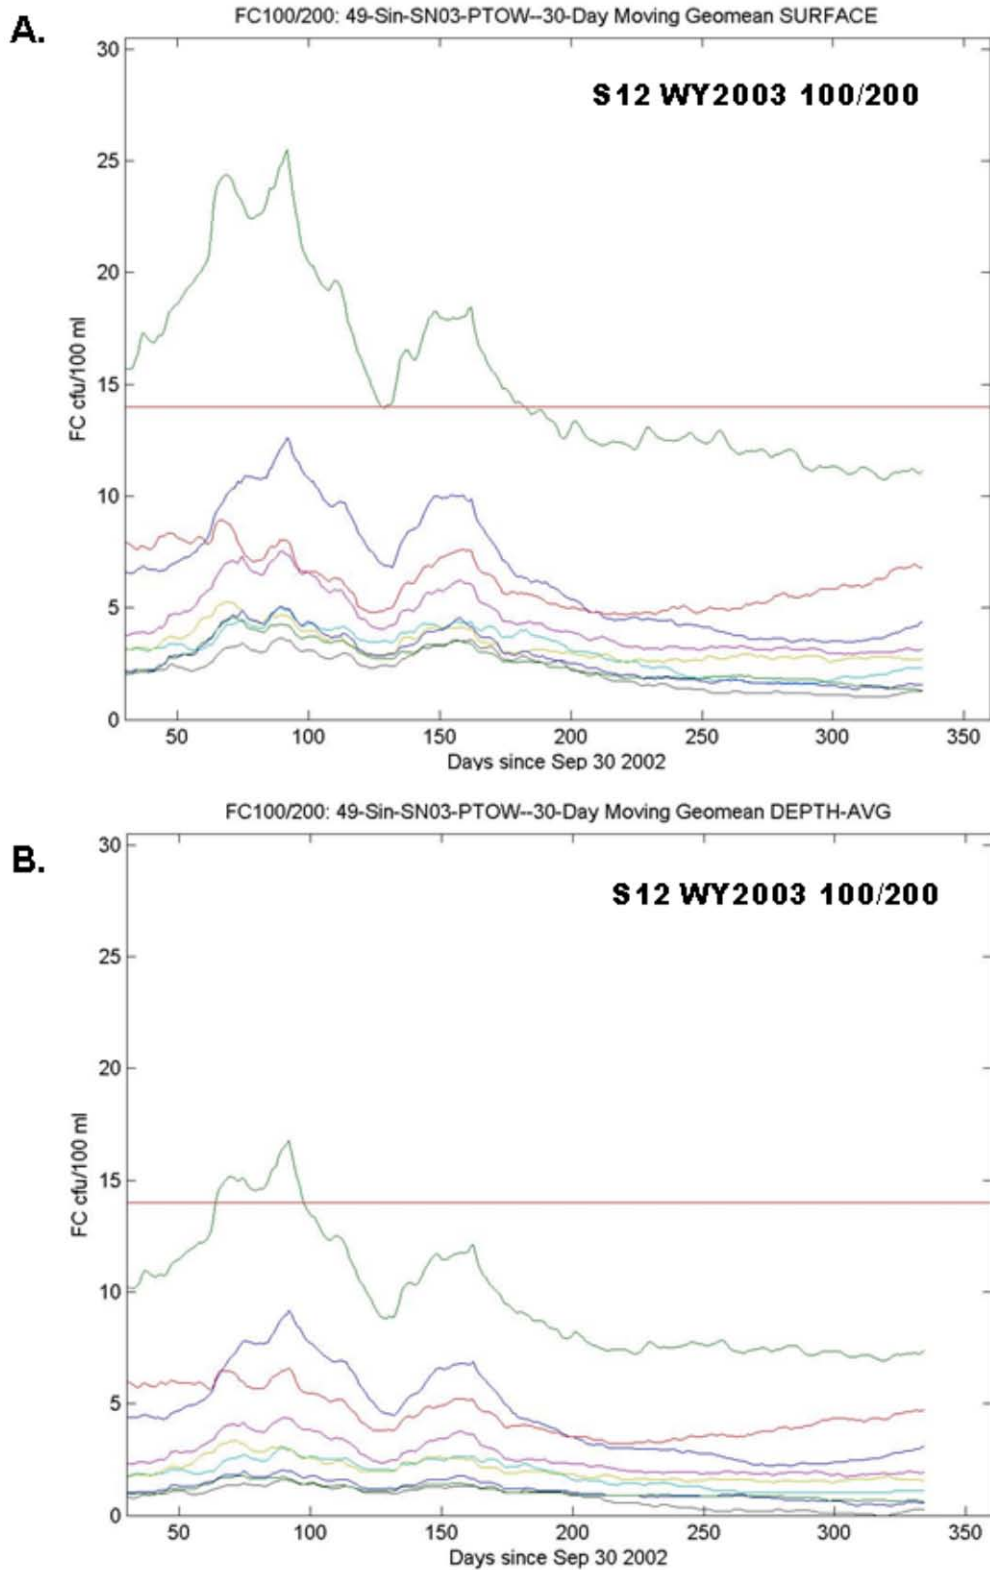 A.
FC100/200: 49-Sin-SN03-PTOW--30-Day Moving Geomean SURFACE
S12 WY2003 100/200
30
25
20
15
10
5
0
FC cfu/100 ml
50 100 150 200 250 300 350
Days since Sep 30 2002
B.
FC100/200: 49-Sin-SN03-PTOW--30-Day Moving Geomean DEPTH-AVG
S12 WY2003 100/200
30
25
20
15
10
5
0
FC cfu/100 ml
50 100 150 200 250 300 350
Days since Sep 30 2002